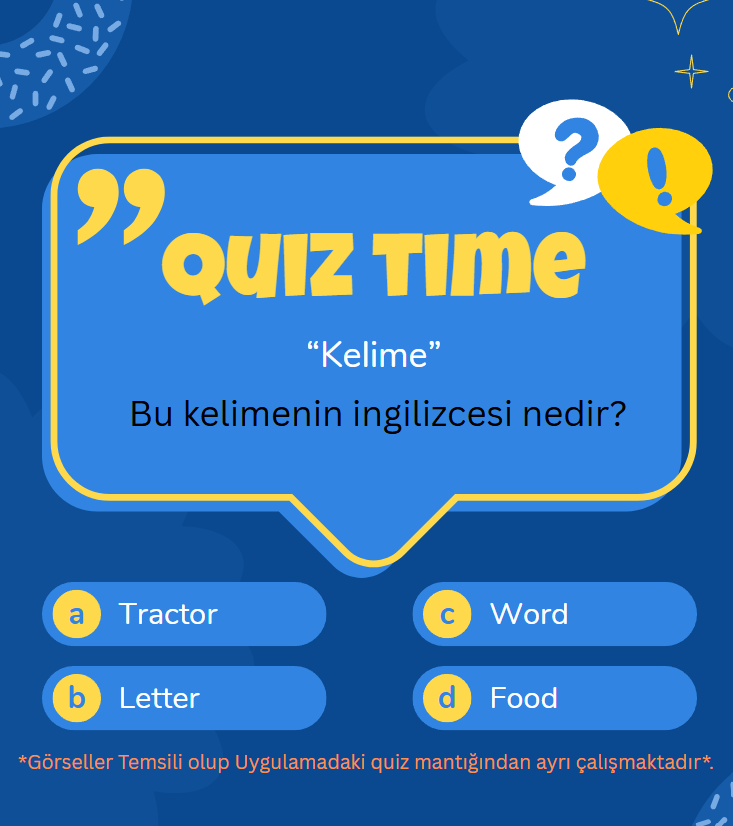 QUIZ TIME
“Kelime”
Bu kelimenin ingilizcesi nedir?
a Tractor
c Word
b Letter
d Food
*Görseller Temsili olup Uygulamadaki quiz mantığından ayrı çalışmaktadır*.